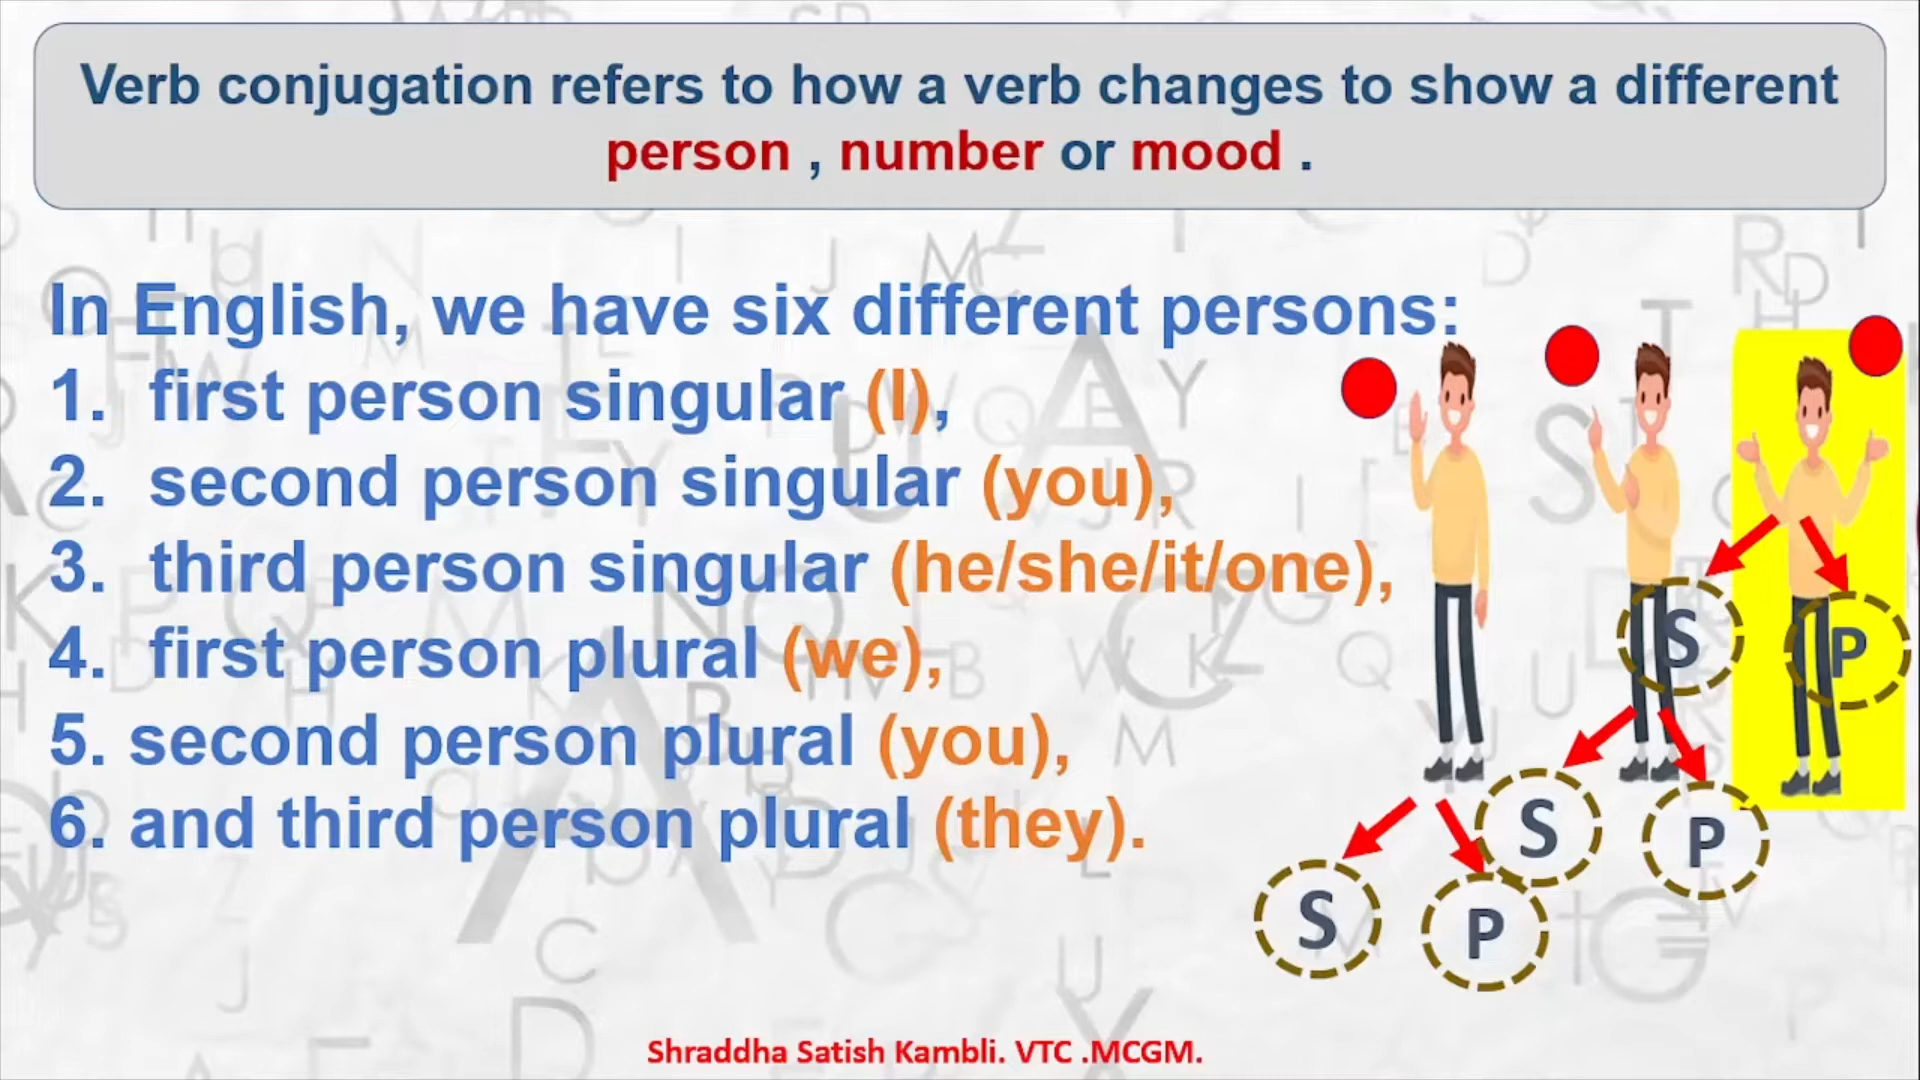 Verb conjugation refers to how a verb changes to show a different
person , number or mood .
In English, we have six different persons:
1. first person singular (I),
2. second person singular (you),
3. third person singular (he/she/it/one),
4. first person plural (we),
5. second person plural (you),
6. and third person plural (they).
S P
S P
S P
Shraddha Satish Kambli. VTC .MCGM.